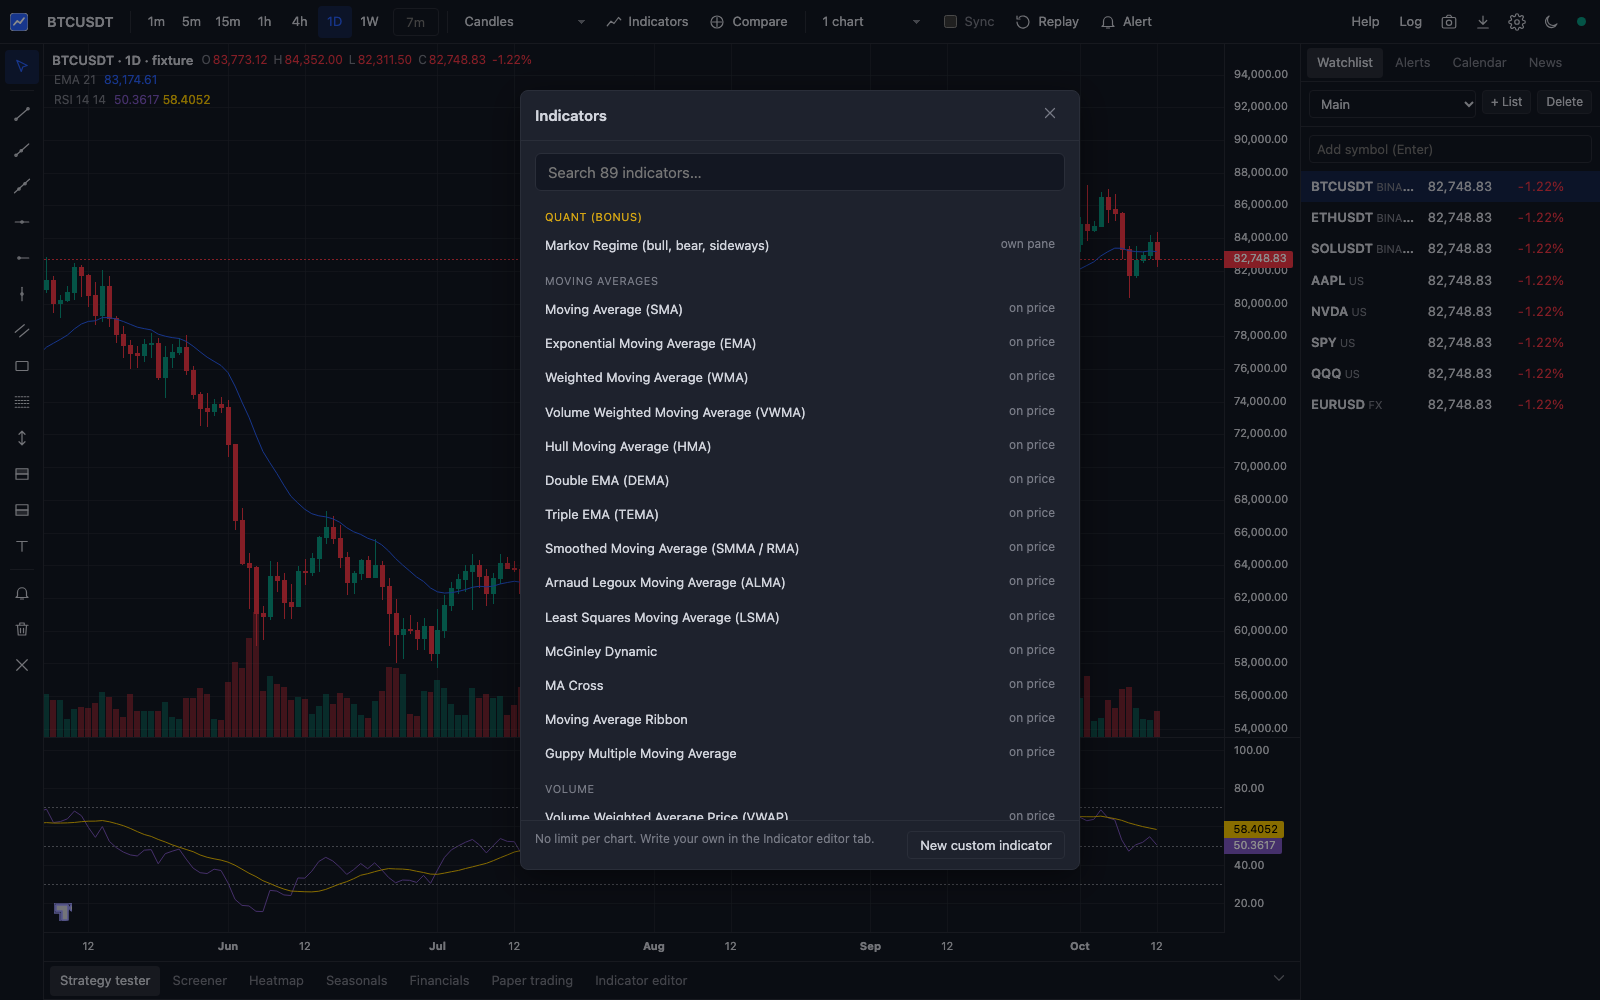 BTCUSDT 1m 5m 15m 1h 4h 1D 1W 7m Candles Indicators Compare 1 chart Sync Replay Alert Help Log
BTCUSDT · 1D · fixture O83,773.12 H84,352.00 L82,311.50 C82,748.83 -1.22%
EMA 21 83,174.61
RSI 14 14 50.3617 58.4052
Indicators
Search 89 indicators...
QUANT (BONUS)
Markov Regime (bull, bear, sideways) own pane
MOVING AVERAGES
Moving Average (SMA) on price
Exponential Moving Average (EMA) on price
Weighted Moving Average (WMA) on price
Volume Weighted Moving Average (VWMA) on price
Hull Moving Average (HMA) on price
Double EMA (DEMA) on price
Triple EMA (TEMA) on price
Smoothed Moving Average (SMMA / RMA) on price
Arnaud Legoux Moving Average (ALMA) on price
Least Squares Moving Average (LSMA) on price
McGinley Dynamic on price
MA Cross on price
Moving Average Ribbon on price
Guppy Multiple Moving Average on price
VOLUME
Volume Weighted Average Price (VWAP) on price
No limit per chart. Write your own in the Indicator editor tab.
New custom indicator
94,000.00
92,000.00
90,000.00
88,000.00
86,000.00
84,000.00
82,748.83
82,000.00
80,000.00
78,000.00
76,000.00
74,000.00
72,000.00
70,000.00
68,000.00
66,000.00
64,000.00
62,000.00
60,000.00
58,000.00
56,000.00
54,000.00
100.00
80.00
58.4052
50.3617
40.00
20.00
12 Jun 12 Jul 12 Aug 12 Sep 12 Oct 12
Watchlist Alerts Calendar News
Main + List Delete
Add symbol (Enter)
BTCUSDT BINA... 82,748.83 -1.22%
ETHUSDT BINA... 82,748.83 -1.22%
SOLUSDT BINA... 82,748.83 -1.22%
AAPL US 82,748.83 -1.22%
NVDA US 82,748.83 -1.22%
SPY US 82,748.83 -1.22%
QQQ US 82,748.83 -1.22%
EURUSD FX 82,748.83 -1.22%
Strategy tester Screener Heatmap Seasonals Financials Paper trading Indicator editor